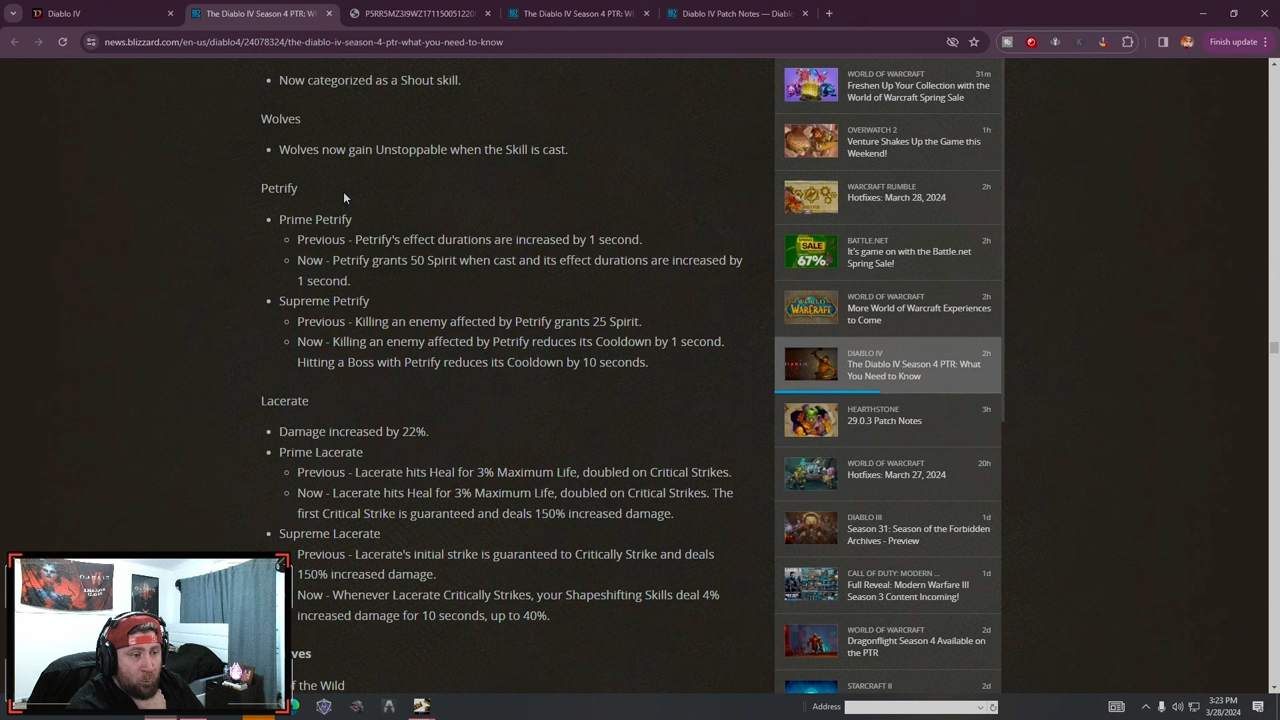 Diablo IV
The Diablo IV Season 4 PTR: W
P5RR5MZ3I9WZ1711500512201
The Diablo IV Season 4 PTR: W
Diablo IV Patch Notes — Diablo
news.blizzard.com/en-us/diablo4/24078324/the-diablo-iv-season-4-ptr-what-you-need-to-know
Finish update
Now categorized as a Shout skill.
Wolves
Wolves now gain Unstoppable when the Skill is cast.
Petrify
Prime Petrify
Previous - Petrify's effect durations are increased by 1 second.
Now - Petrify grants 50 Spirit when cast and its effect durations are increased by
1 second.
Supreme Petrify
Previous - Killing an enemy affected by Petrify grants 25 Spirit.
Now - Killing an enemy affected by Petrify reduces its Cooldown by 1 second.
Hitting a Boss with Petrify reduces its Cooldown by 10 seconds.
Lacerate
Damage increased by 22%.
Prime Lacerate
Previous - Lacerate hits Heal for 3% Maximum Life, doubled on Critical Strikes.
Now - Lacerate hits Heal for 3% Maximum Life, doubled on Critical Strikes. The
first Critical Strike is guaranteed and deals 150% increased damage.
Supreme Lacerate
Previous - Lacerate's initial Strike is guaranteed to Critically Strike and deals
150% increased damage.
Now - Whenever Lacerate Critically Strikes, your Shapeshifting Skills deal 4%
increased damage for 10 seconds, up to 40%.
ves
of the Wild
WORLD OF WARCRAFT 31m
Freshen Up Your Collection with the
World of Warcraft Spring Sale
OVERWATCH 2 1h
Venture Shakes Up the Game this
Weekend!
WARCRAFT RUMBLE 2h
Hotfixes: March 28, 2024
SALE
67%
BATTLE.NET 2h
It's game on with the Battle.net
Spring Sale!
WARCRAFT
WORLD OF WARCRAFT 2h
More World of Warcraft Experiences
to Come
DIABLO IV 2h
The Diablo IV Season 4 PTR: What
You Need to Know
HEARTHSTONE 3h
29.0.3 Patch Notes
WORLD OF WARCRAFT 20h
Hotfixes: March 27, 2024
DIABLO III 1d
Season 31: Season of the Forbidden
Archives - Preview
CALL OF DUTY: MODERN ... 1d
Full Reveal: Modern Warfare III
Season 3 Content Incoming!
WORLD OF WARCRAFT 2d
Dragonflight Season 4 Available on
the PTR
STARCRAFT II 2d
Address
3:23 PM
3/28/2024